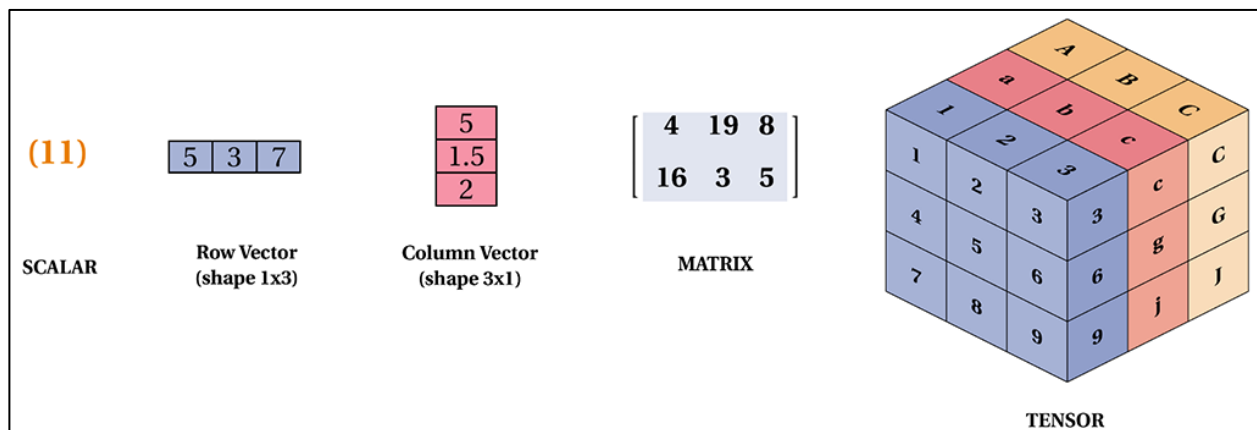 (11)
SCALAR
5 3 7
Row Vector
(shape 1x3)
5
1.5
2
Column Vector
(shape 3x1)
4 19 8
16 3 5
MATRIX
A
B
C
a
b
c
1
2
3
1 2 3
4 5 6
7 8 9
3 c C
6 g G
9 j J
TENSOR